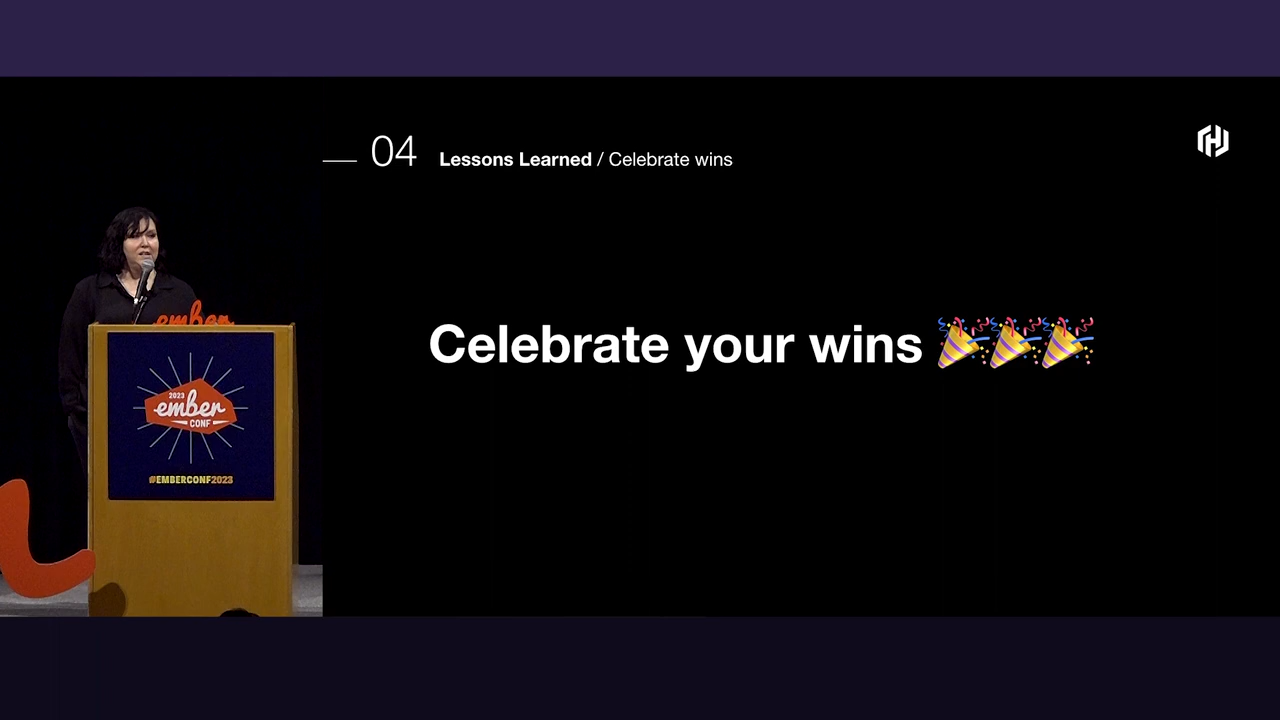 04 Lessons Learned / Celebrate wins
Celebrate your wins 🎉🎉🎉
ember
2023
ember
CONF
#EMBERCONF2023